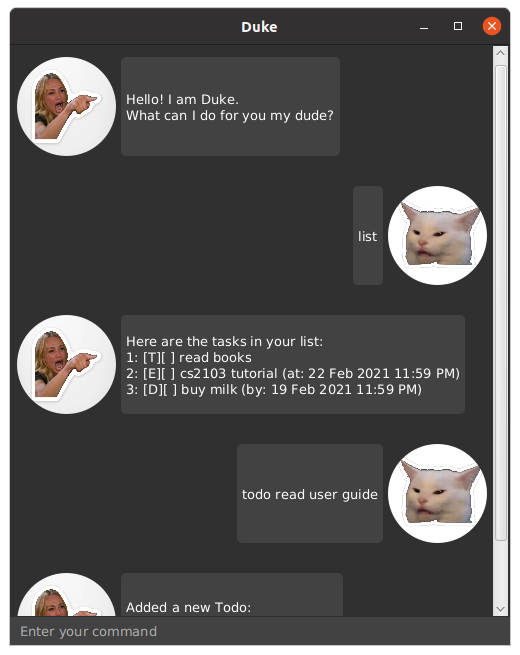 Duke
Hello! I am Duke.
What can I do for you my dude?
list
Here are the tasks in your list:
1: [T][ ] read books
2: [E][ ] cs2103 tutorial (at: 22 Feb 2021 11:59 PM)
3: [D][ ] buy milk (by: 19 Feb 2021 11:59 PM)
todo read user guide
Added a new Todo:
Enter your command